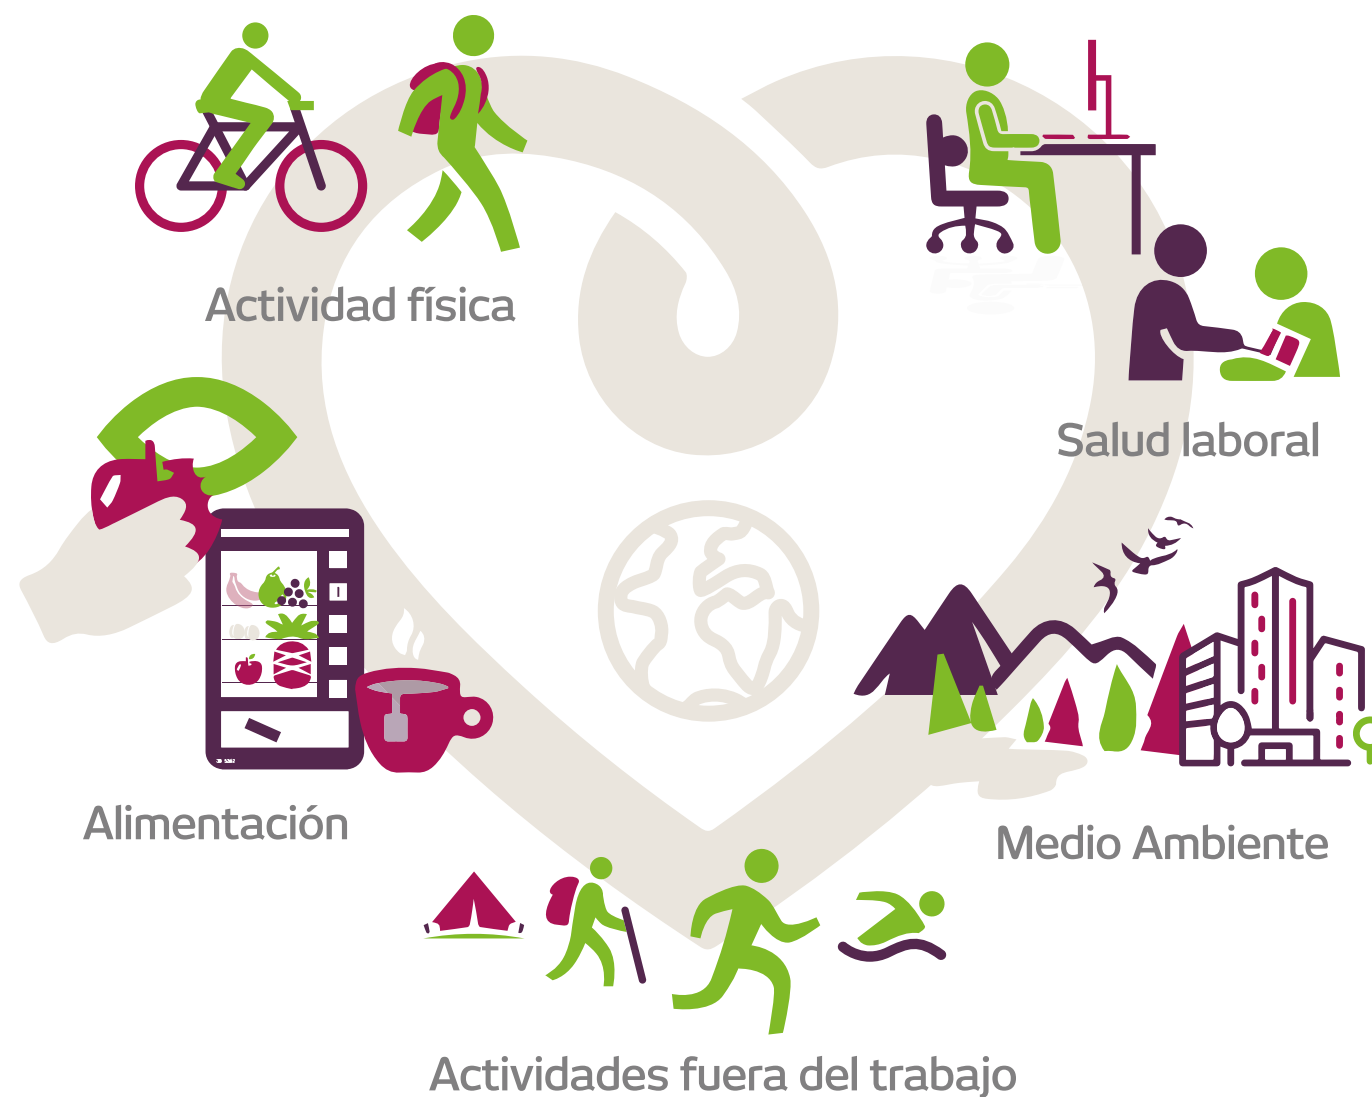 Actividad física
Salud laboral
Alimentación
Medio Ambiente
Actividades fuera del trabajo